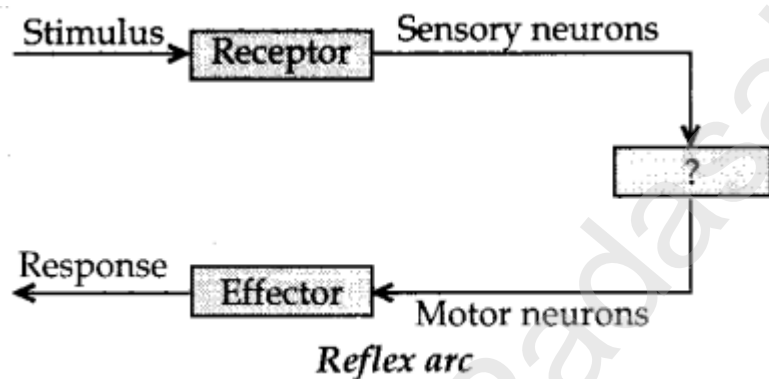 Stimulus
Receptor
Sensory neurons
?
Response
Effector
Motor neurons
Reflex arc